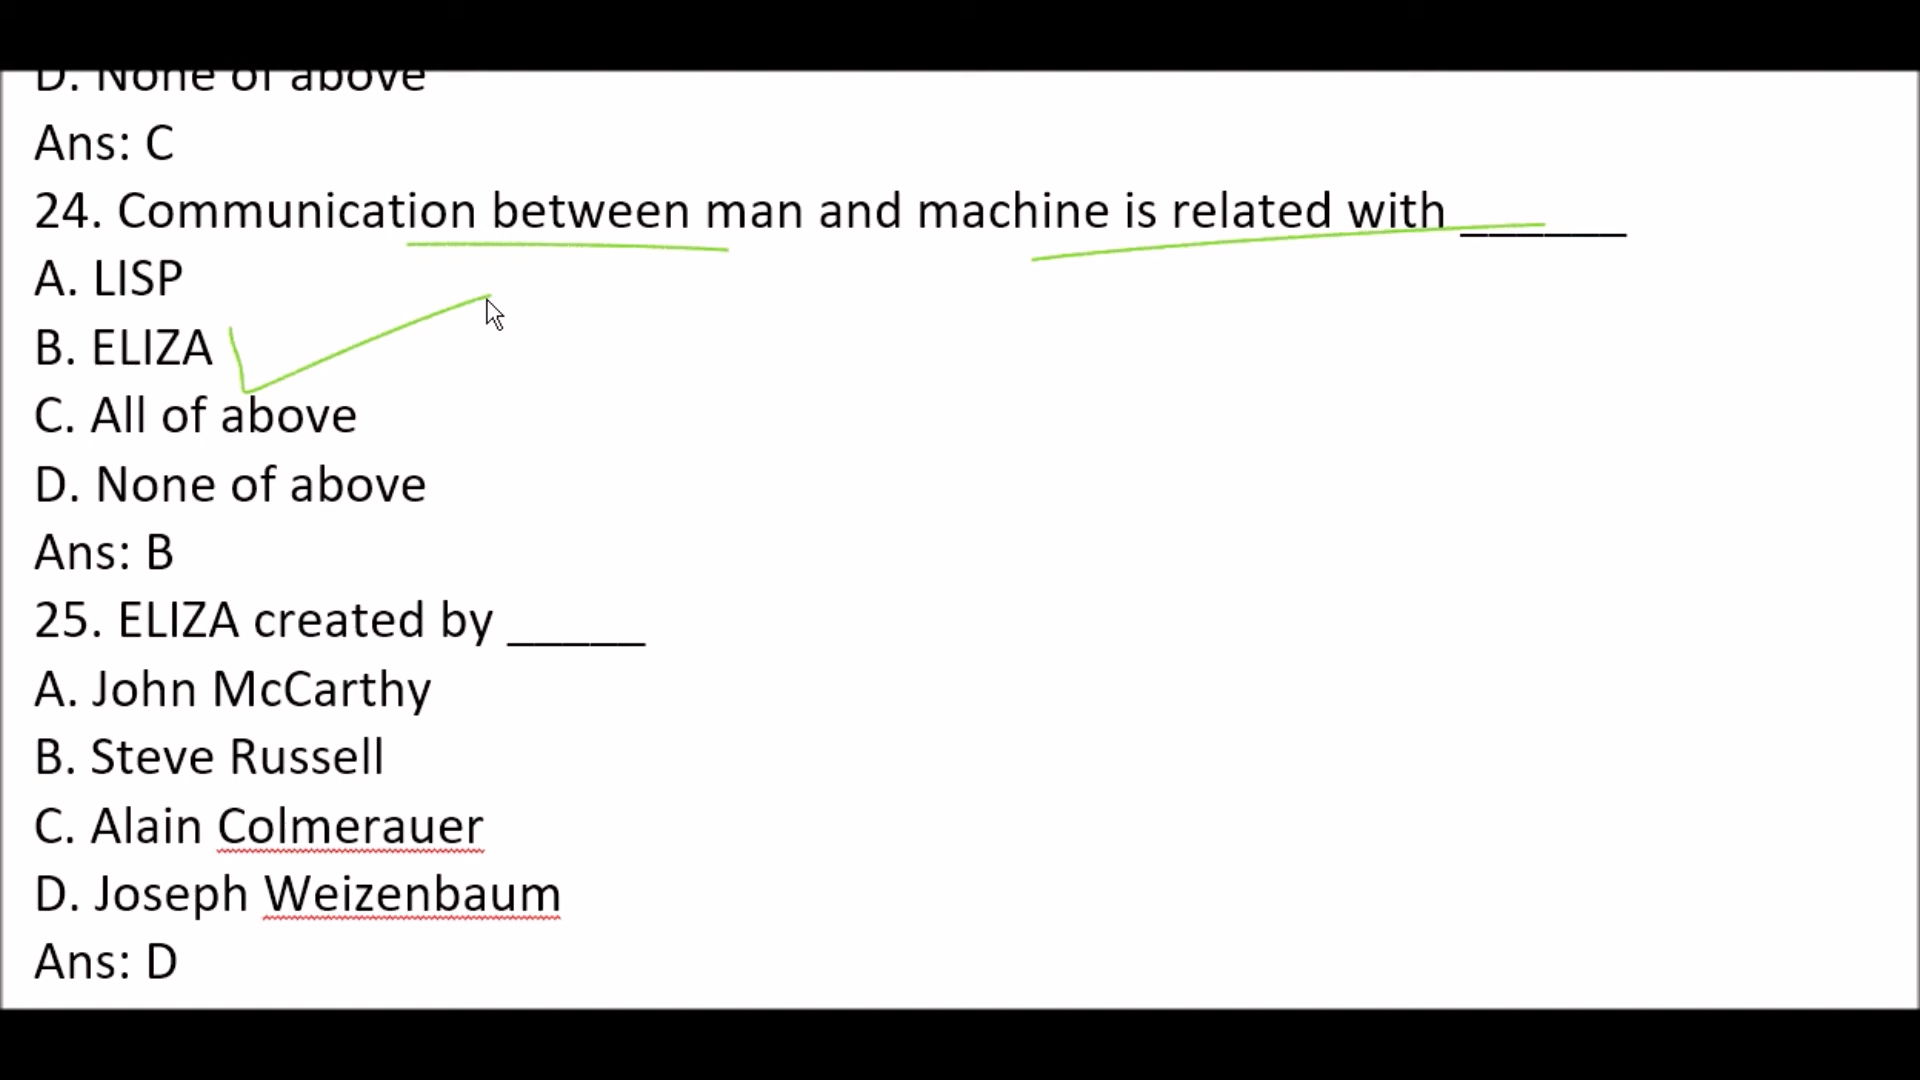 D. None of above
Ans: C
24. Communication between man and machine is related with ______
A. LISP
B. ELIZA
C. All of above
D. None of above
Ans: B
25. ELIZA created by _____
A. John McCarthy
B. Steve Russell
C. Alain Colmerauer
D. Joseph Weizenbaum
Ans: D